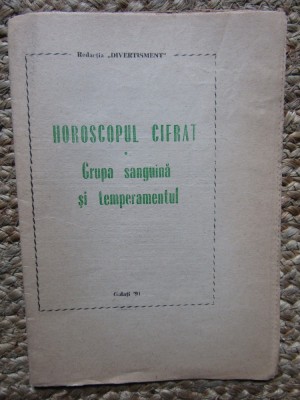 Redacția „DIVERTISMENT"
HOROSCOPUL CIFRAT
*
Grupa sanguină
și temperamentul
Galați '91